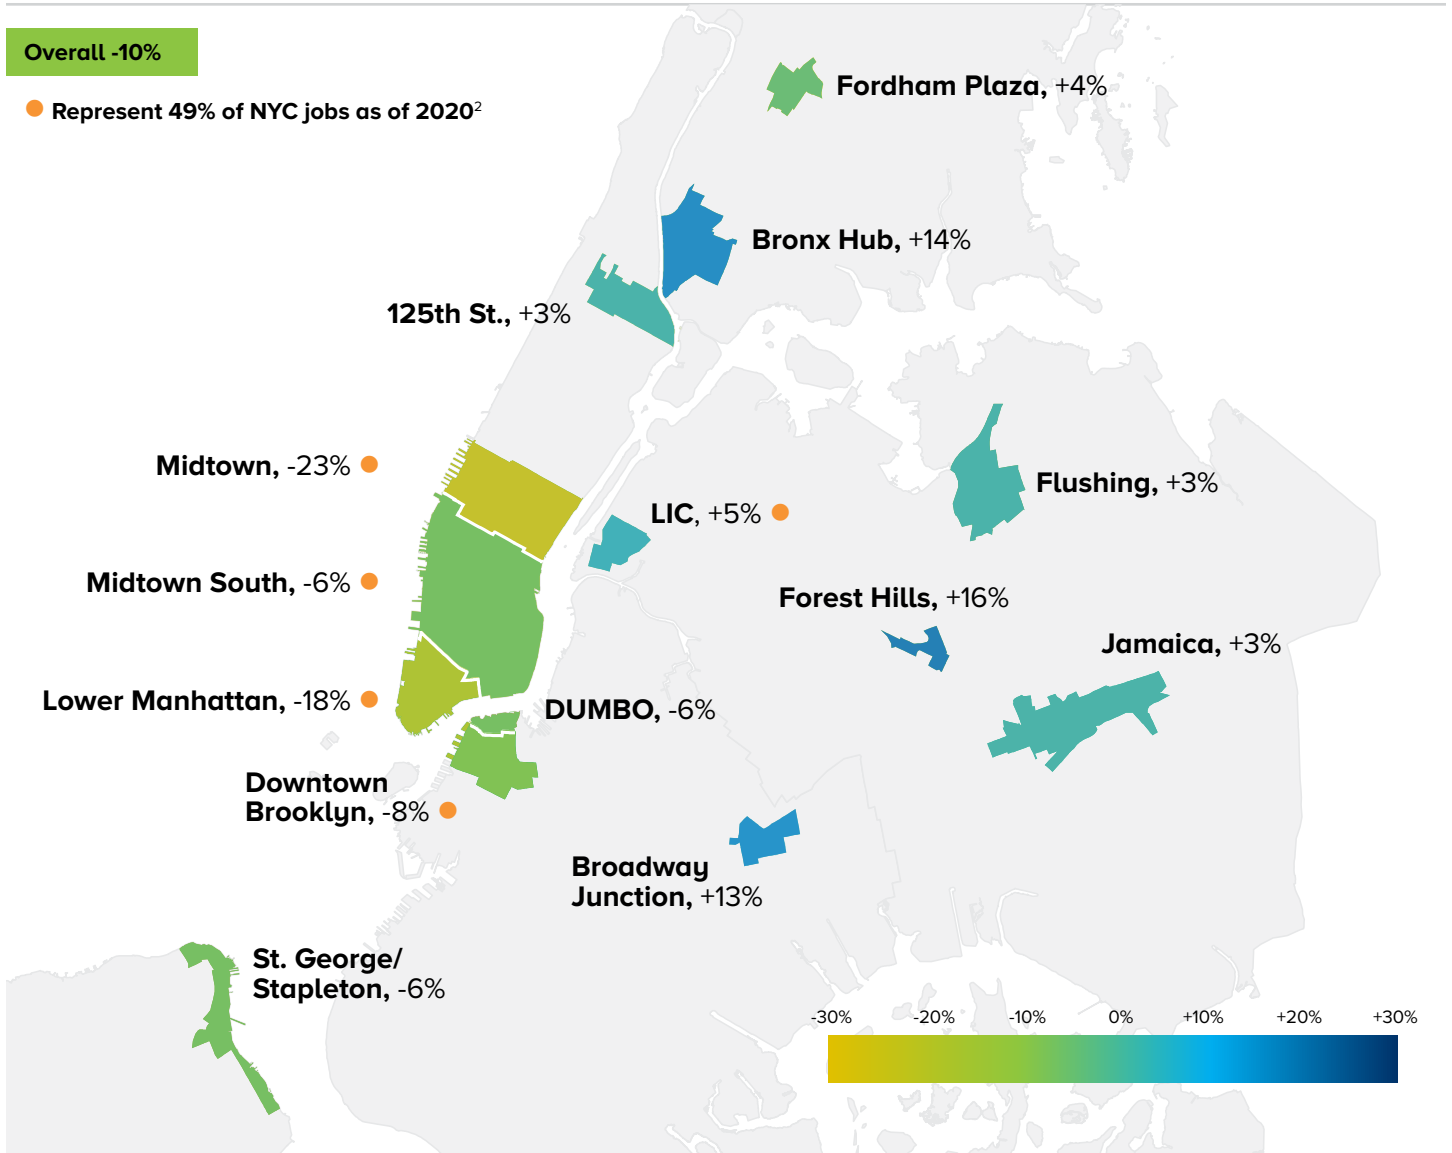 Overall -10%
Represent 49% of NYC jobs as of 2020²
Fordham Plaza, +4%
Bronx Hub, +14%
125th St., +3%
Midtown, -23%
LIC, +5%
Flushing, +3%
Midtown South, -6%
Forest Hills, +16%
Jamaica, +3%
Lower Manhattan, -18%
DUMBO, -6%
Downtown
Brooklyn, -8%
Broadway
Junction, +13%
St. George/
Stapleton, -6%
-30% -20% -10% 0% +10% +20% +30%